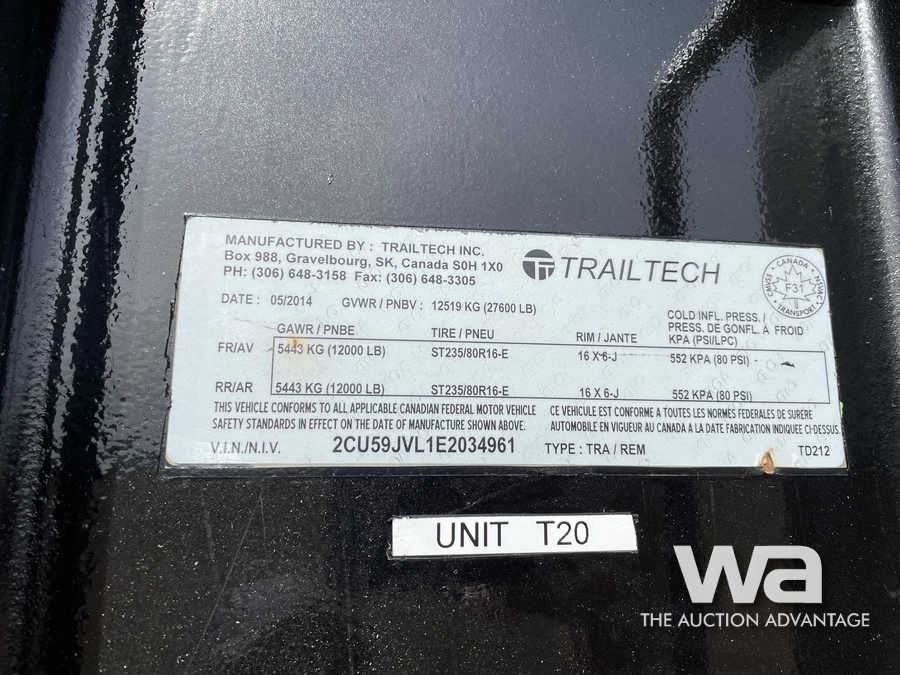 MANUFACTURED BY : TRAILTECH INC.
Box 988, Gravelbourg, SK, Canada S0H 1X0
PH: (306) 648-3158 Fax: (306) 648-3305
TRAILTECH
CANADA
F31
TRANSPORT
DATE : 05/2014 GVWR / PNBV : 12519 KG (27600 LB)
GAWR / PNBE TIRE / PNEU RIM / JANTE COLD INFL. PRESS. / PRESS. DE GONFL. À FROID KPA (PSI/LPC)
FR/AV 5443 KG (12000 LB) ST235/80R16-E 16 X 6-J 552 KPA (80 PSI) -
RR/AR 5443 KG (12000 LB) ST235/80R16-E 16 X 6-J 552 KPA (80 PSI)
THIS VEHICLE CONFORMS TO ALL APPLICABLE CANADIAN FEDERAL MOTOR VEHICLE
SAFETY STANDARDS IN EFFECT ON THE DATE OF MANUFACTURE SHOWN ABOVE.
CE VEHICULE EST CONFORME A TOUTES LES NORMES FEDERALES DE SURERE
AUTOMOBILE EN VIGUEUR AU CANADA A LA DATE FABRICATION INDIQUEE CI-DESSUS.
V.I.N./N.I.V. 2CU59JVL1E2034961 TYPE : TRA / REM TD212
UNIT T20
wa
THE AUCTION ADVANTAGE